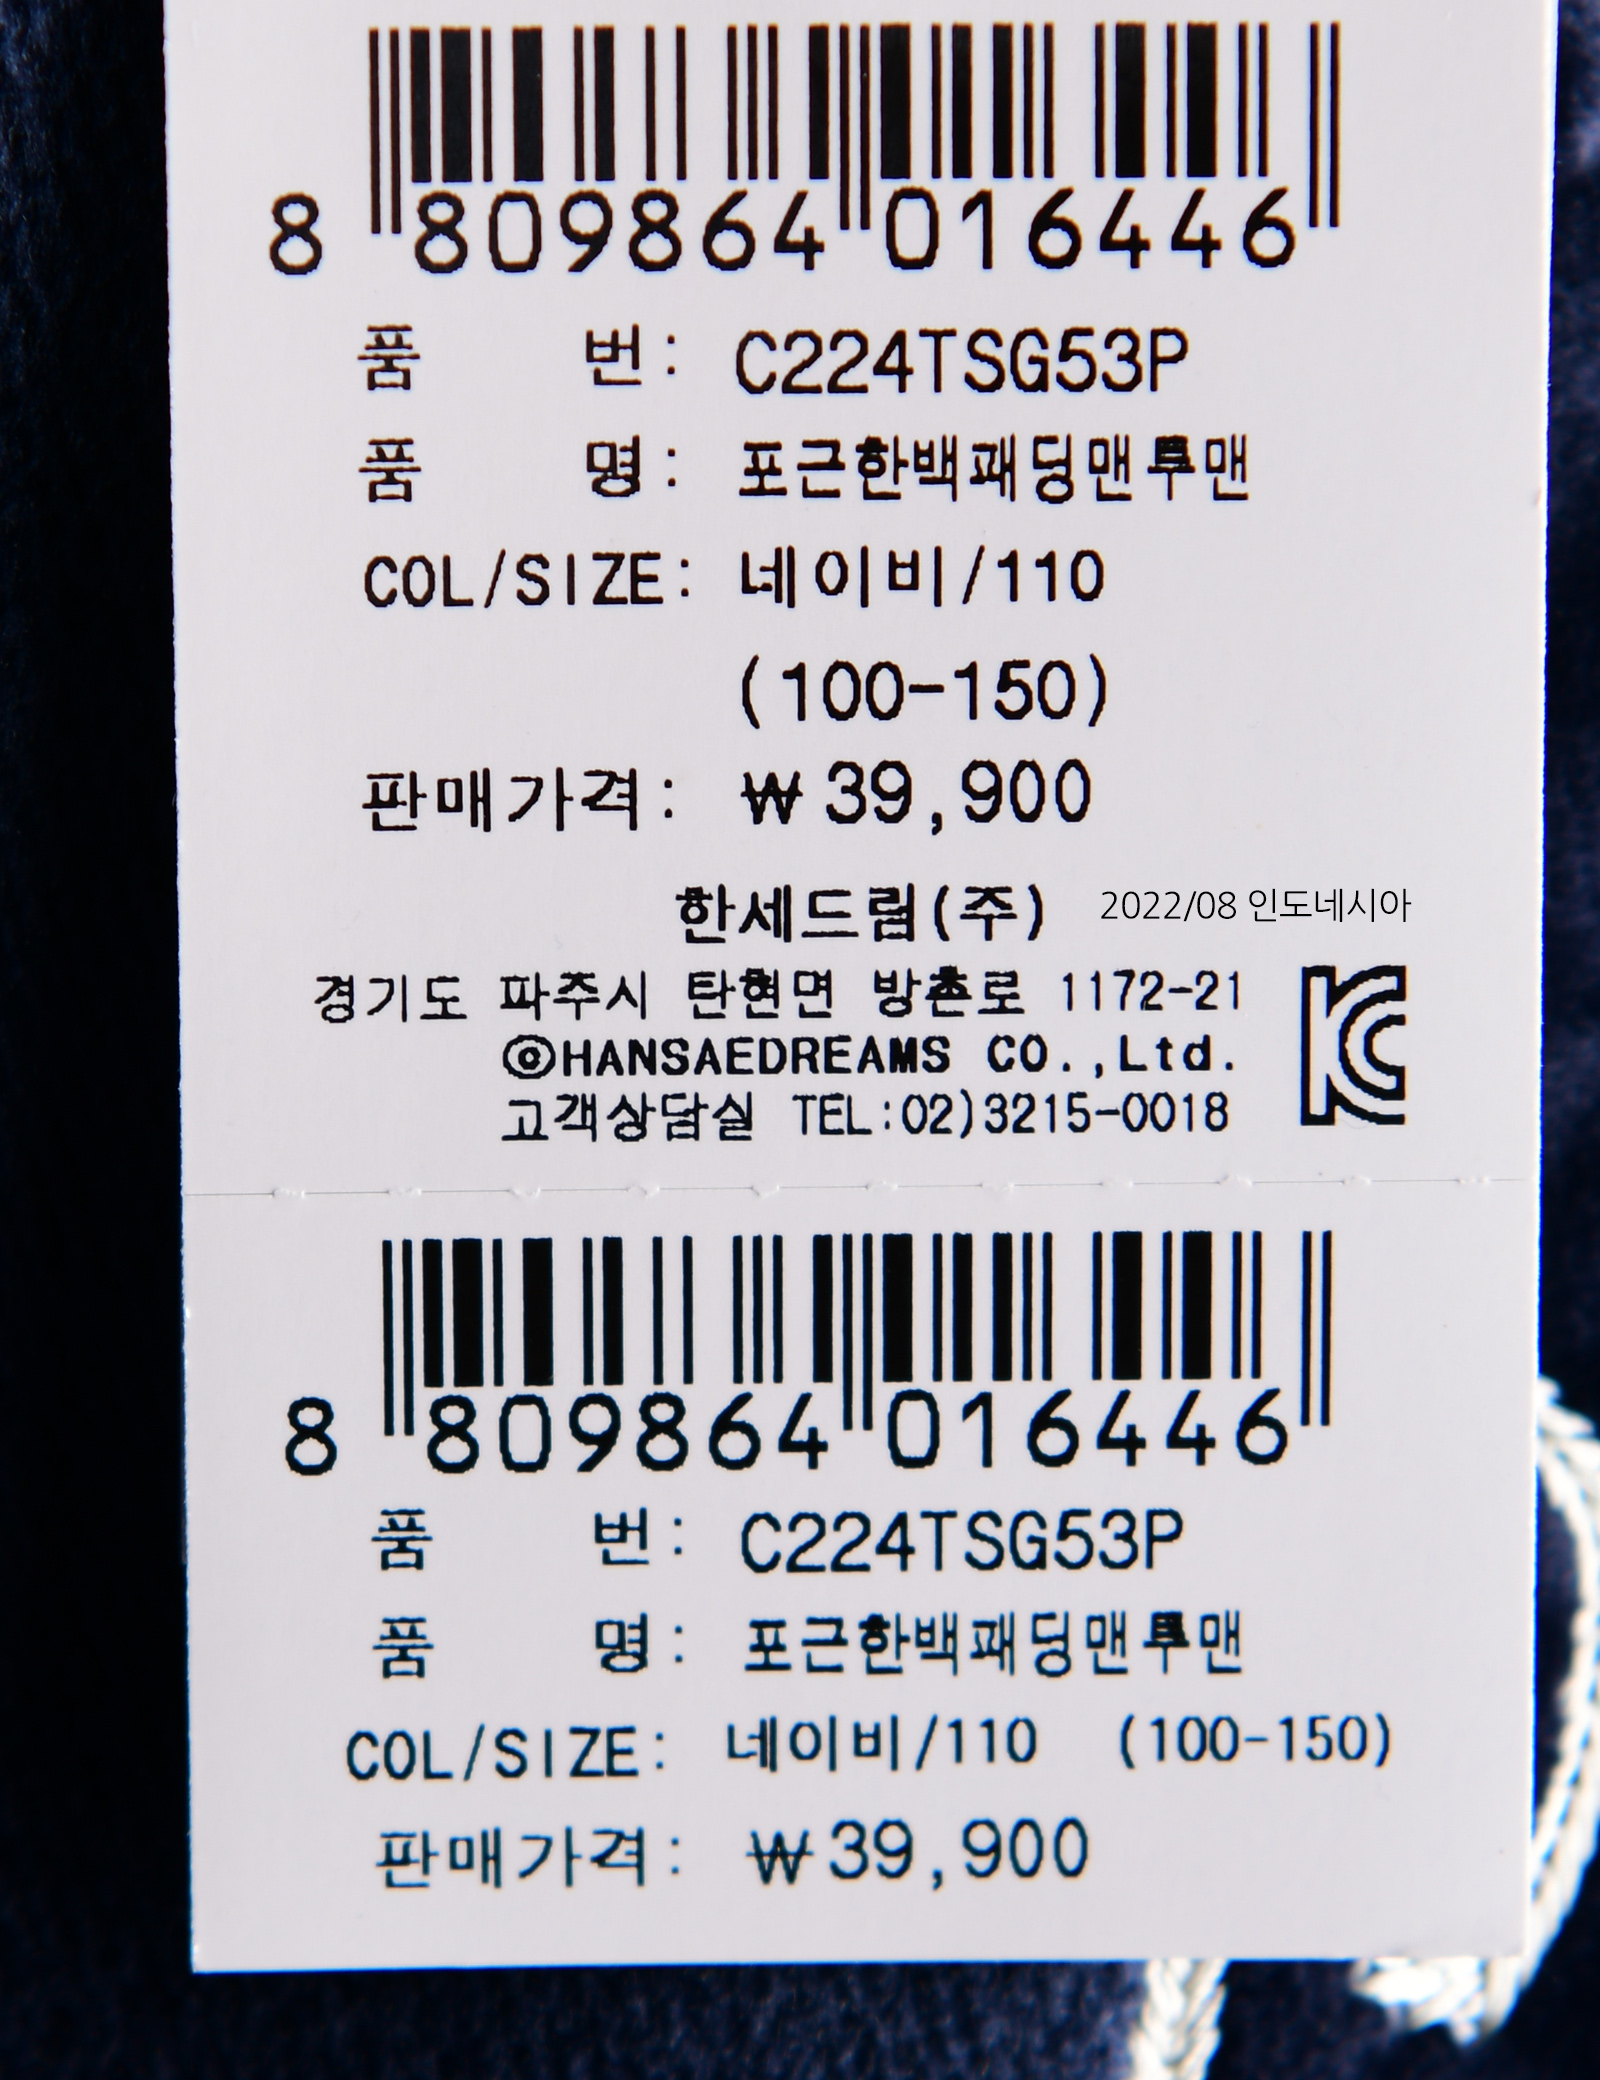 8 809864 016446
품 번: C224TSG53P
품 명: 포근한백패딩맨투맨
COL/SIZE: 네이비/110
(100-150)
판매가격: ₩39,900
한세드림(주) 2022/08 인도네시아
경기도 파주시 탄현면 방촌로 1172-21
©HANSAEDREAMS CO.,Ltd.
고객상담실 TEL:02)3215-0018
8 809864 016446
품 번: C224TSG53P
품 명: 포근한백패딩맨투맨
COL/SIZE: 네이비/110 (100-150)
판매가격: ₩39,900